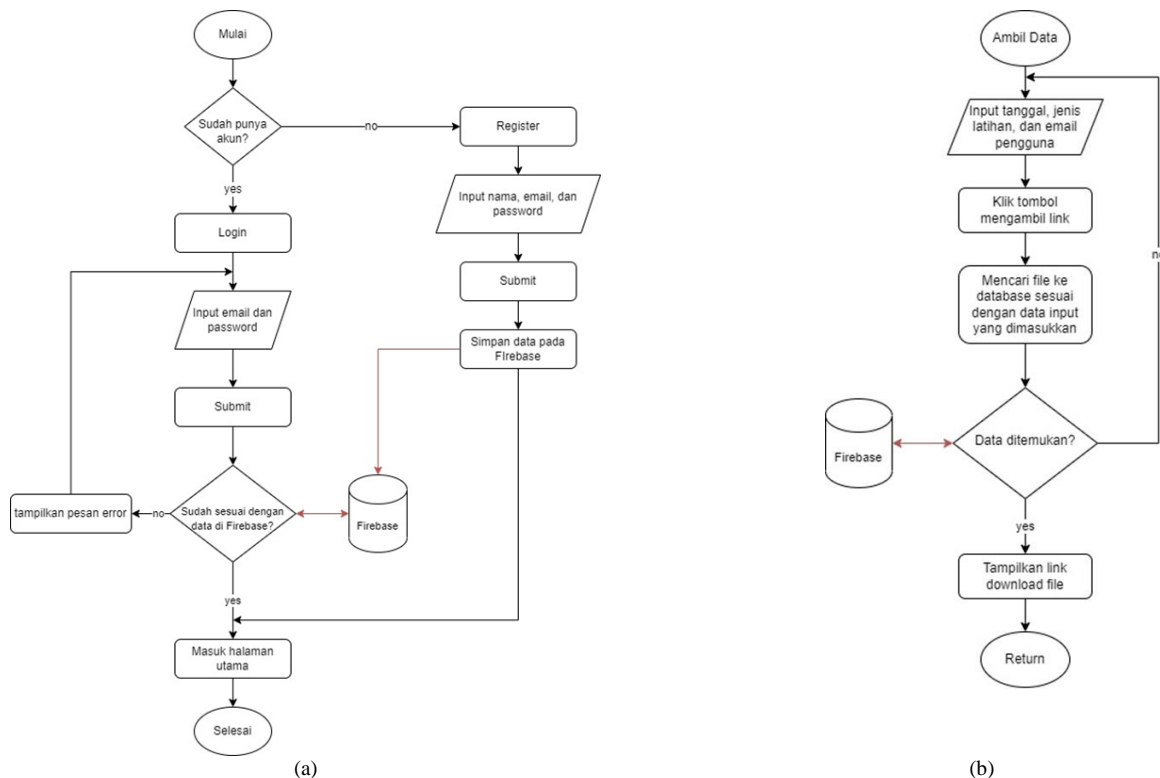 Mulai
Sudah punya
akun?
no
Register
yes
Input nama, email, dan
password
Login
Submit
Input email dan
password
Simpan data pada
FIrebase
Submit
tampilkan pesan error
no
Sudah sesuai dengan
data di Firebase?
Firebase
yes
Masuk halaman
utama
Selesai
(a)
Ambil Data
Input tanggal, jenis
latihan, dan email
pengguna
Klik tombol
mengambil link
Mencari file ke
database sesuai
dengan data input
yang dimasukkan
Firebase
Data ditemukan?
yes
Tampilkan link
download file
Return
(b)